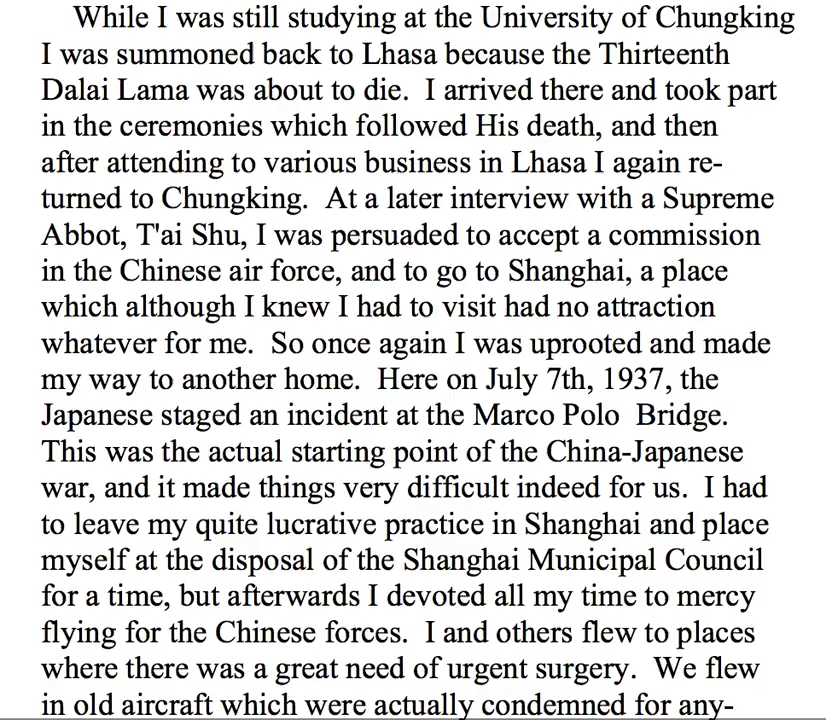 While I was still studying at the University of Chungking
I was summoned back to Lhasa because the Thirteenth
Dalai Lama was about to die.  I arrived there and took part
in the ceremonies which followed His death, and then
after attending to various business in Lhasa I again re-
turned to Chungking.  At a later interview with a Supreme
Abbot, T'ai Shu, I was persuaded to accept a commission
in the Chinese air force, and to go to Shanghai, a place
which although I knew I had to visit had no attraction
whatever for me.  So once again I was uprooted and made
my way to another home.  Here on July 7th, 1937, the
Japanese staged an incident at the Marco Polo  Bridge.
This was the actual starting point of the China-Japanese
war, and it made things very difficult indeed for us.  I had
to leave my quite lucrative practice in Shanghai and place
myself at the disposal of the Shanghai Municipal Council
for a time, but afterwards I devoted all my time to mercy
flying for the Chinese forces.  I and others flew to places
where there was a great need of urgent surgery.  We flew
in old aircraft which were actually condemned for any-